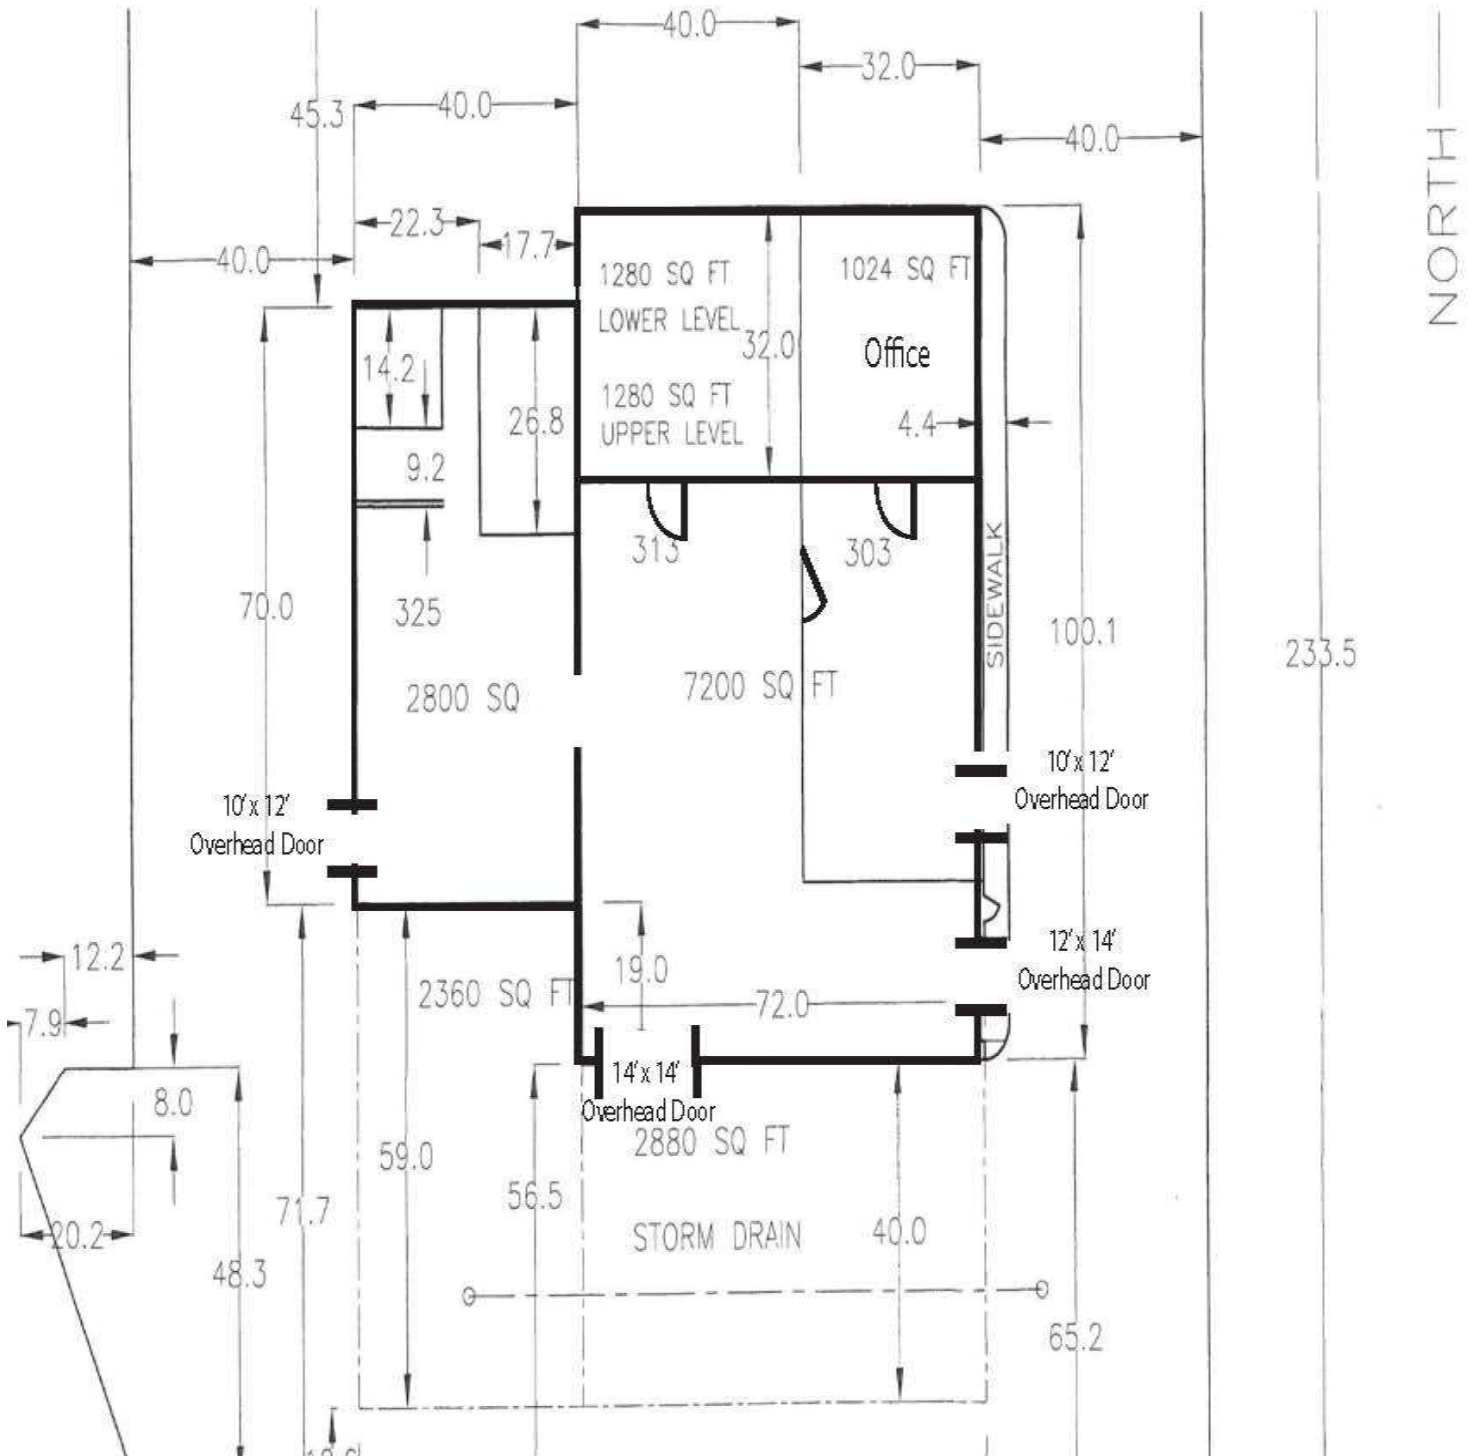 40.0
32.0
45.3
40.0
40.0
NORTH
22.3
17.7
40.0
1280 SQ FT
LOWER LEVEL
1024 SQ FT
32.0
Office
14.2
1280 SQ FT
UPPER LEVEL
26.8
4.4
9.2
313
303
SIDEWALK
70.0
325
100.1
233.5
2800 SQ
7200 SQ FT
10' x 12'
Overhead Door
10' x 12'
Overhead Door
12' x 14'
Overhead Door
12.2
2360 SQ FT
19.0
72.0
7.9
14' x 14'
Overhead Door
8.0
2880 SQ FT
59.0
56.5
71.7
20.2
STORM DRAIN
40.0
48.3
65.2